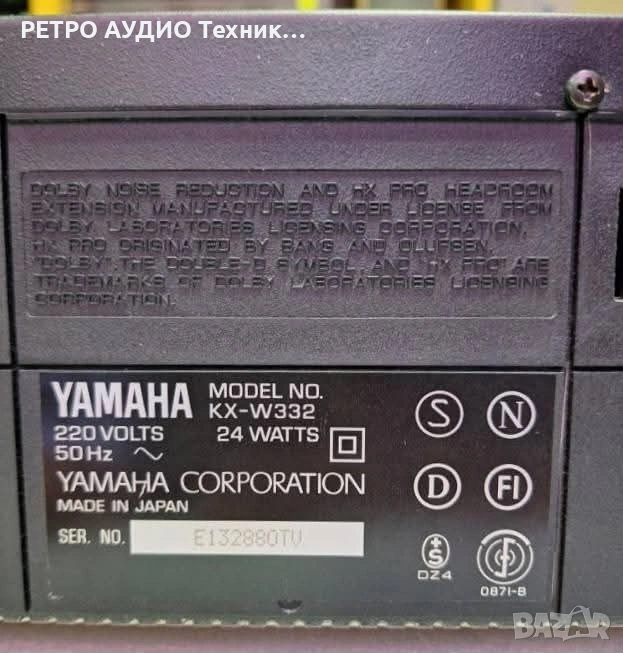 РЕТРО АУДИО Техник...
DOLBY NOISE REDUCTION AND HX PRO HEADROOM
EXTENSION MANUFACTURED UNDER LICENSE FROM
DOLBY LABORATORIES LICENSING CORPORATION,
HX PRO ORIGINATED BY BANG AND OLUFSEN.
"DOLBY", THE DOUBLE-D SYMBOL, AND "HX PRO" ARE
TRADEMARKS OF DOLBY LABORATORIES LICENSING
CORPORATION.
YAMAHA
MODEL NO.
KX-W332
220 VOLTS
24 WATTS
50Hz
YAMAHA CORPORATION
MADE IN JAPAN
SER. NO. E132880TV
S N
D FI
S
DZ4
0871-B
BAZAR